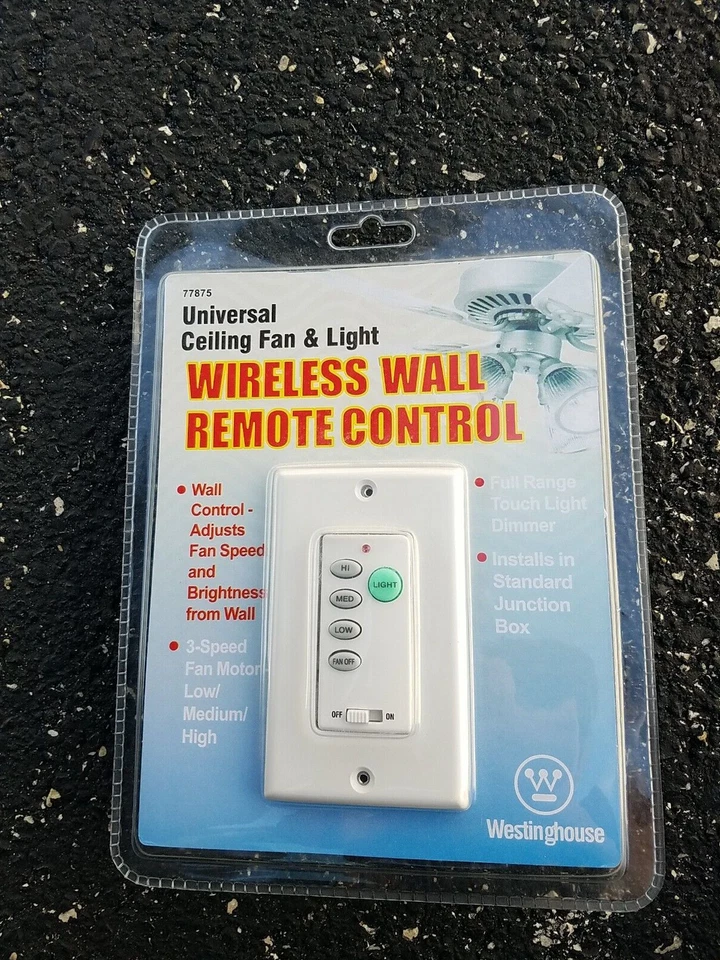 77875
Universal
Ceiling Fan & Light
WIRELESS WALL
REMOTE CONTROL
• Wall
Control -
Adjusts
Fan Speed
and
Brightness
from Wall
• 3-Speed
Fan Motor-
Low/
Medium/
High
HI
LIGHT
MED
LOW
FAN OFF
OFF ON
• Full Range
Touch Light
Dimmer
• Installs in
Standard
Junction
Box
W
Westinghouse